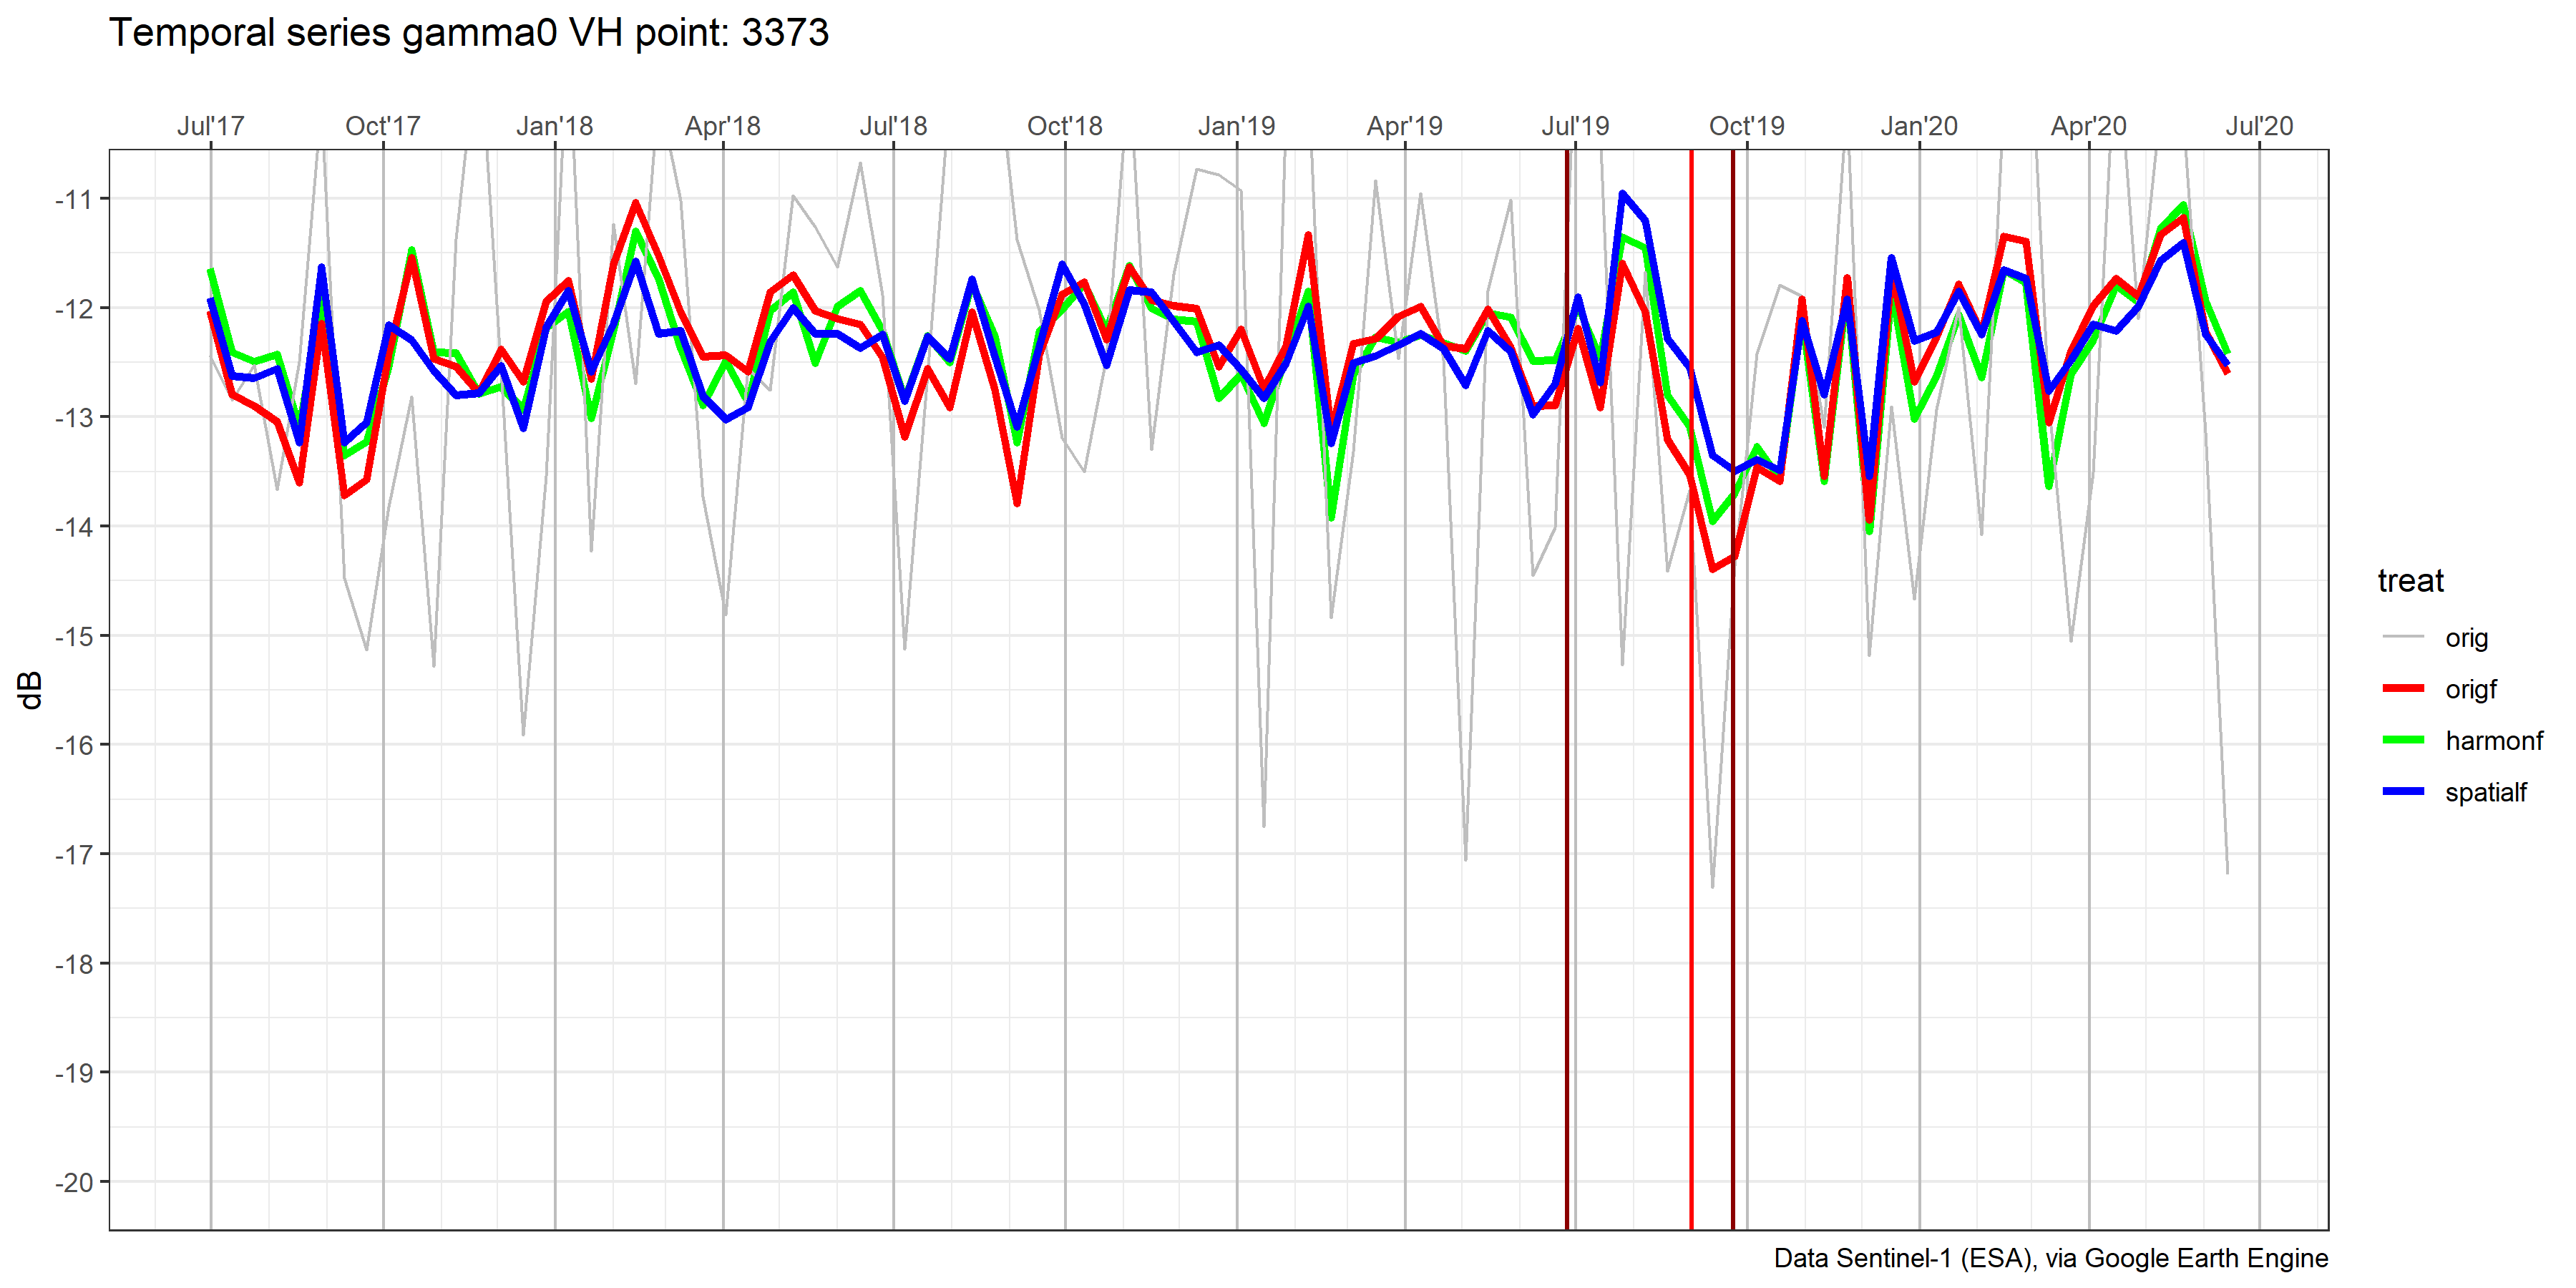 Temporal series gamma0 VH point: 3373
Jul'17 Oct'17 Jan'18 Apr'18 Jul'18 Oct'18 Jan'19 Apr'19 Jul'19 Oct'19 Jan'20 Apr'20 Jul'20
-11
-12
-13
-14
-15
-16
-17
-18
-19
-20
dB
treat
orig
origf
harmonf
spatialf
Data Sentinel-1 (ESA), via Google Earth Engine